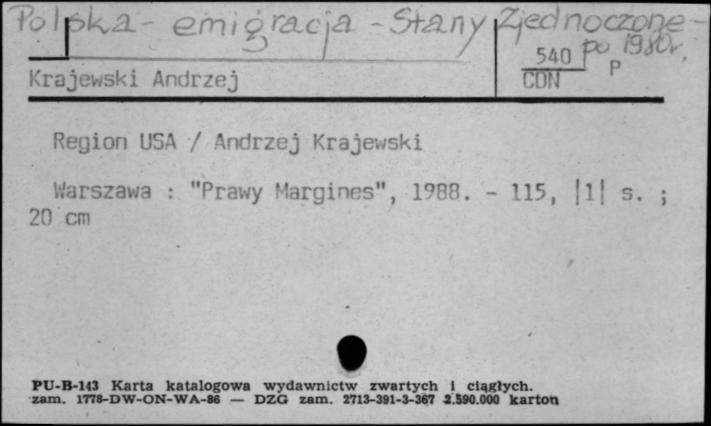 Polska - emigracja - Stany Zjednoczone -
po 1980r.
540 P
Krajewski Andrzej CDN
Region USA / Andrzej Krajewski
Warszawa : "Prawy Margines", 1988. - 115, |1| s. ;
20 cm
PU-B-143 Karta katalogowa wydawnictw zwartych i ciągłych.
zam. 1778-DW-ON-WA-86 — DZG zam. 2713-391-3-367 2.590.000 karton